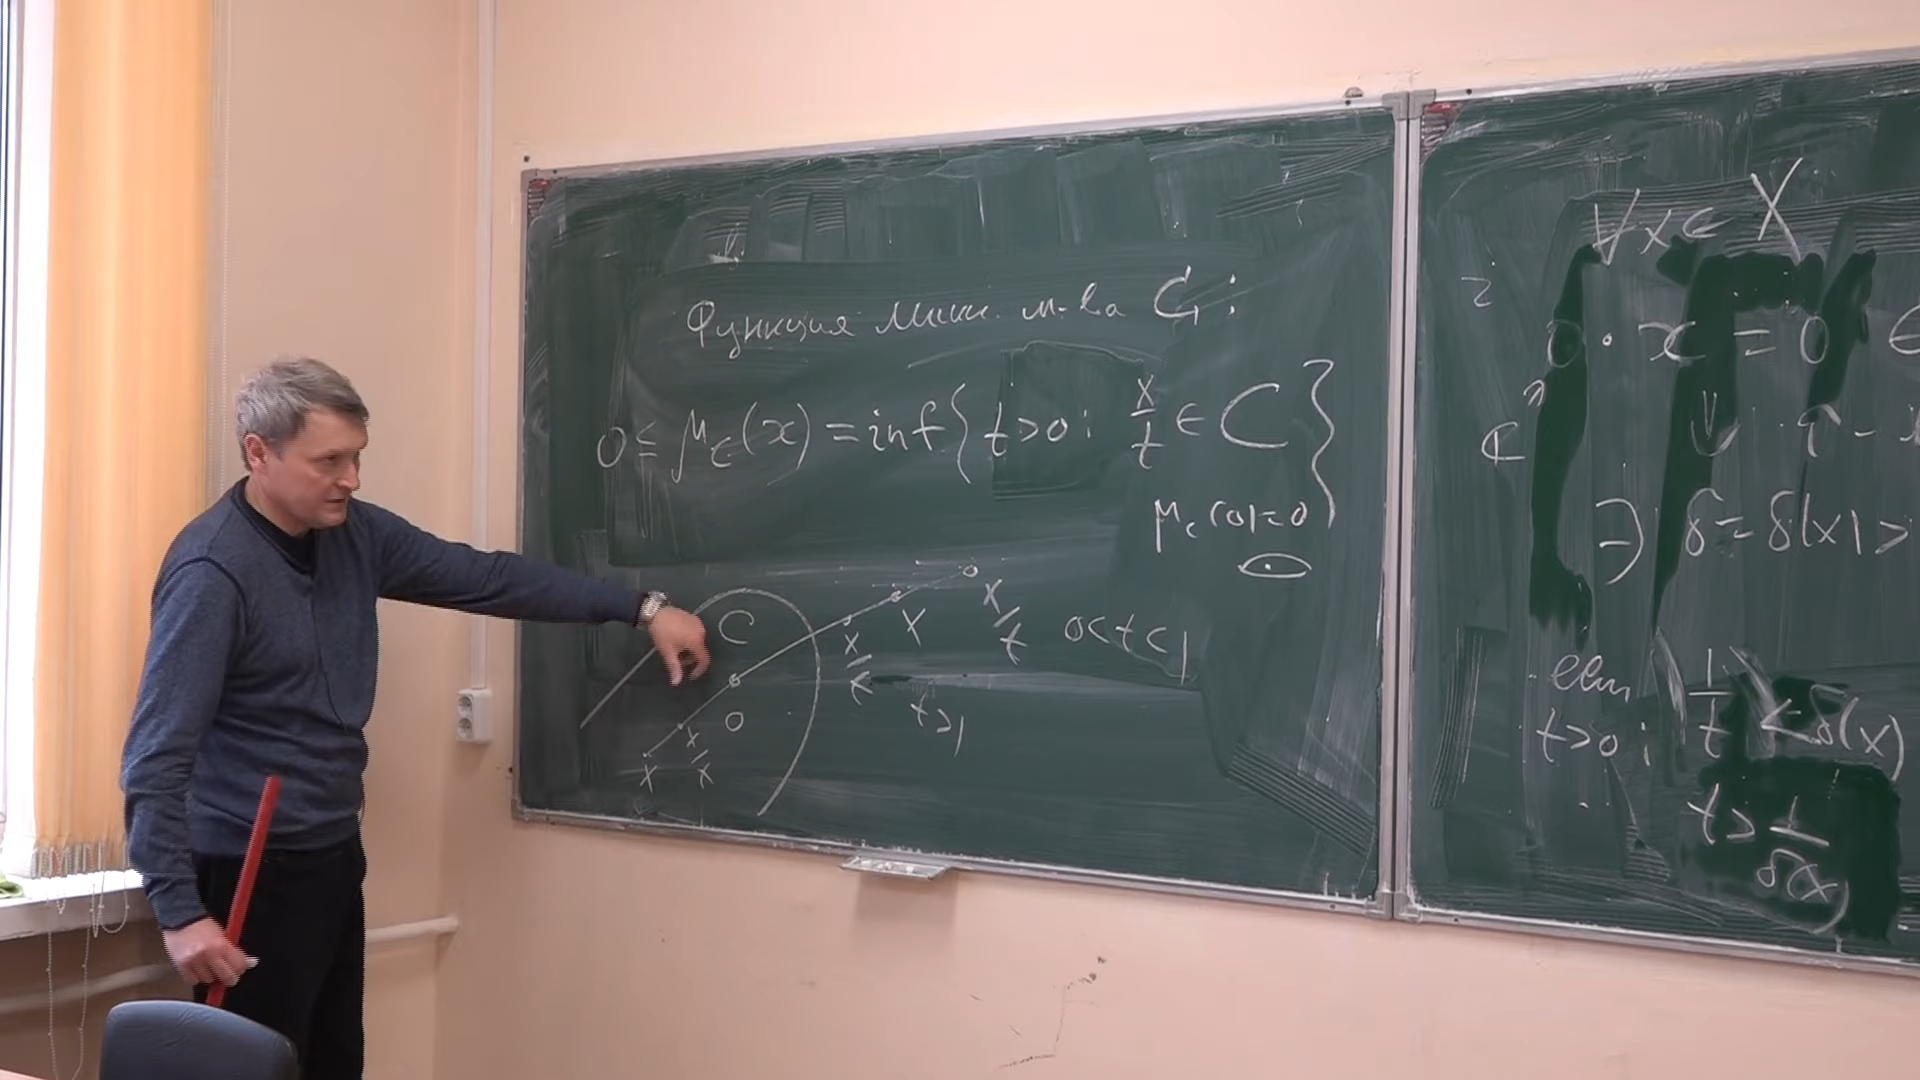 Функция Мин. м-ва C:
0 ≤ μ_C(x) = inf { t>0 : x/t ∈ C }
μ_C(0)=0
C
x/t
x
x/t
0<t<1
x/t
t>1
0
x
∀x∈X
0·x=0 ∈
⇒ δ=δ(x)>
если 1/t <δ(x)
t>0:
t> 1/δ(x)